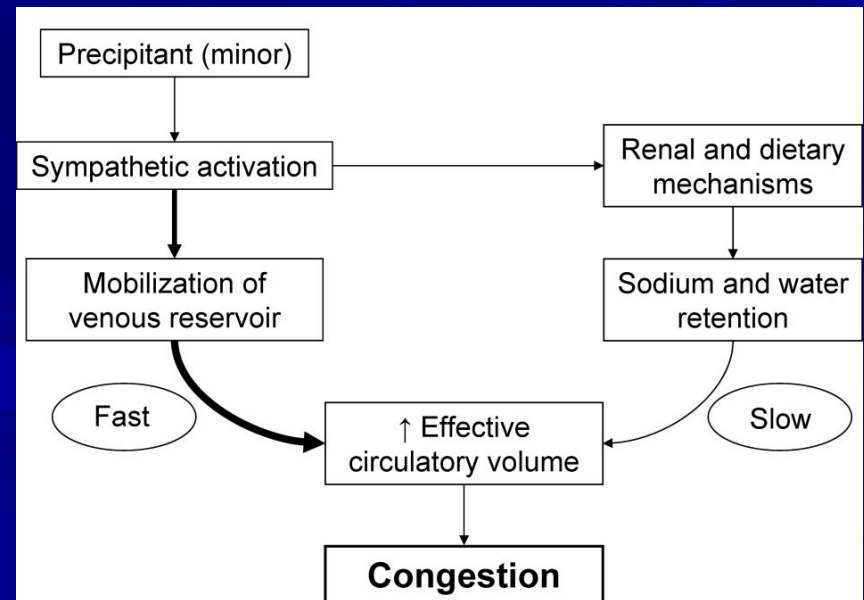 Precipitant (minor)
Sympathetic activation
Renal and dietary
mechanisms
Mobilization of
venous reservoir
Sodium and water
retention
Fast
Slow
↑ Effective
circulatory volume
Congestion